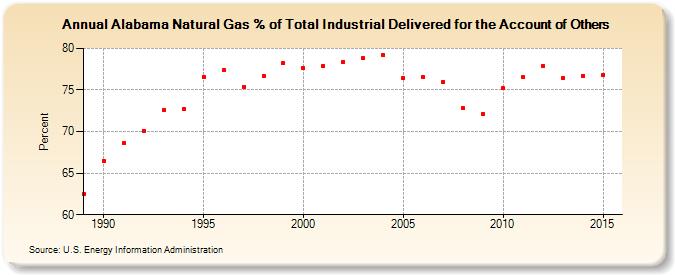 Annual Alabama Natural Gas % of Total Industrial Delivered for the Account of Others
Percent
80
75
70
65
60
1990 1995 2000 2005 2010 2015
Source: U.S. Energy Information Administration